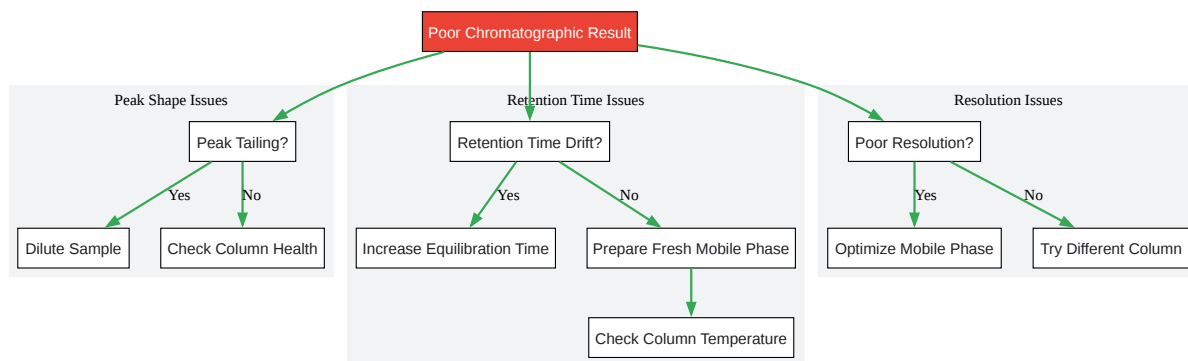 Poor Chromatographic Result
Peak Shape Issues
Retention Time Issues
Resolution Issues
Peak Tailing?
Retention Time Drift?
Poor Resolution?
Yes
No
Yes
No
Yes
No
Dilute Sample
Check Column Health
Increase Equilibration Time
Prepare Fresh Mobile Phase
Optimize Mobile Phase
Try Different Column
Check Column Temperature